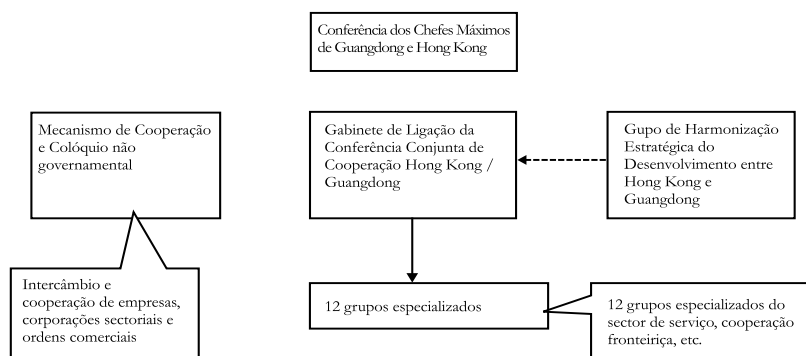 Conferência dos Chefes Máximos
de Guangdong e Hong Kong
Mecanismo de Cooperação
e Colóquio não
governamental
Gabinete de Ligação da
Conferência Conjunta de
Cooperação Hong Kong /
Guangdong
Gupo de Harmonização
Estratégica do
Desenvolvimento entre
Hong Kong e
Guangdong
Intercâmbio e
cooperação de empresas,
corporações sectoriais e
ordens comerciais
12 grupos especializados
12 grupos especializados do
sector de serviço, cooperação
fronteiriça, etc.